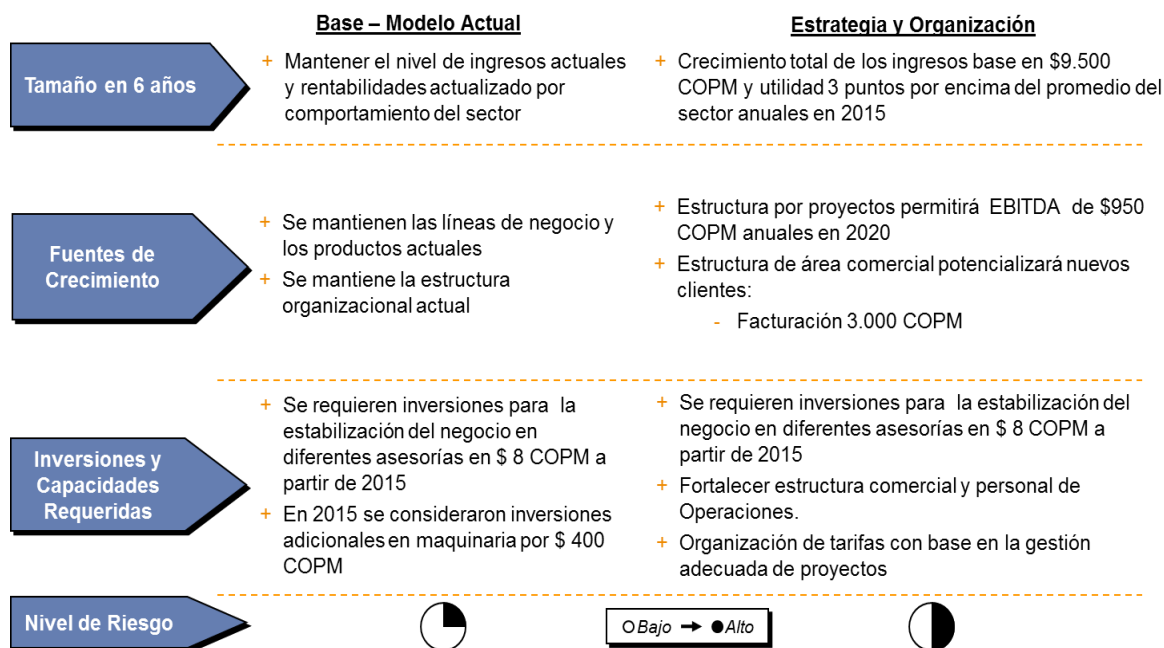 Base – Modelo Actual
Estrategia y Organización
Tamaño en 6 años
+ Mantener el nivel de ingresos actuales
y rentabilidades actualizado por
comportamiento del sector
+ Crecimiento total de los ingresos base en $9.500
COPM y utilidad 3 puntos por encima del promedio del
sector anuales en 2015
Fuentes de
Crecimiento
+ Se mantienen las líneas de negocio y
los productos actuales
+ Se mantiene la estructura
organizacional actual
+ Estructura por proyectos permitirá EBITDA de $950
COPM anuales en 2020
+ Estructura de área comercial potencializará nuevos
clientes:
- Facturación 3.000 COPM
Inversiones y
Capacidades
Requeridas
+ Se requieren inversiones para la
estabilización del negocio en
diferentes asesorías en $ 8 COPM a
partir de 2015
+ En 2015 se consideraron inversiones
adicionales en maquinaria por $ 400
COPM
+ Se requieren inversiones para la estabilización del
negocio en diferentes asesorías en $ 8 COPM a
partir de 2015
+ Fortalecer estructura comercial y personal de
Operaciones.
+ Organización de tarifas con base en la gestión
adecuada de proyectos
Nivel de Riesgo
Bajo → Alto